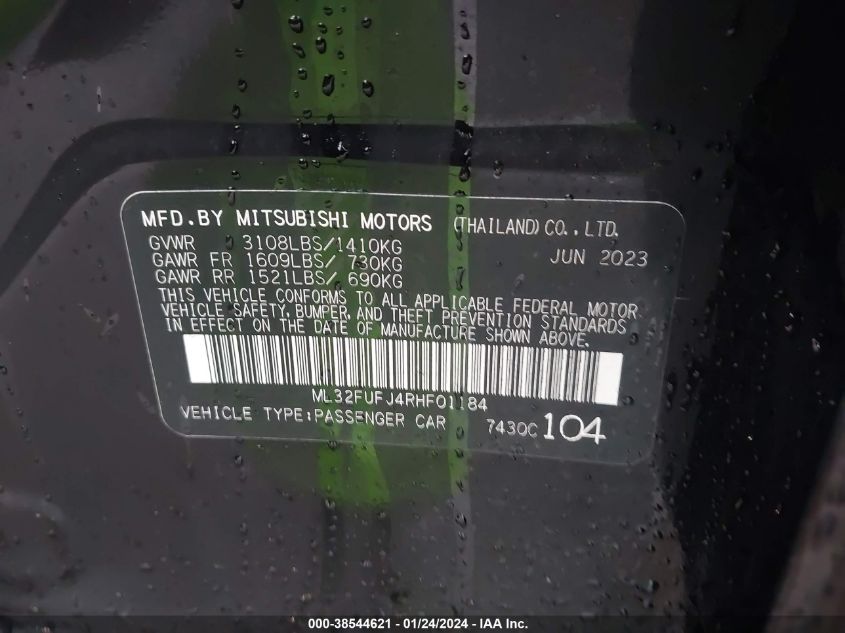 MFD.BY MITSUBISHI MOTORS (THAILAND)CO.,LTD.
GVWR 3108LBS/1410KG JUN 2023
GAWR FR 1609LBS/ 730KG
GAWR RR 1521LBS/ 690KG
THIS VEHICLE CONFORMS TO ALL APPLICABLE FEDERAL MOTOR
VEHICLE SAFETY, BUMPER, AND THEFT PREVENTION STANDARDS
IN EFFECT ON THE DATE OF MANUFACTURE SHOWN ABOVE.
ML32FUFJ4RHF01184
VEHICLE TYPE:PASSENGER CAR 7430C 104
000-38544621 - 01/24/2024 - IAA Inc.